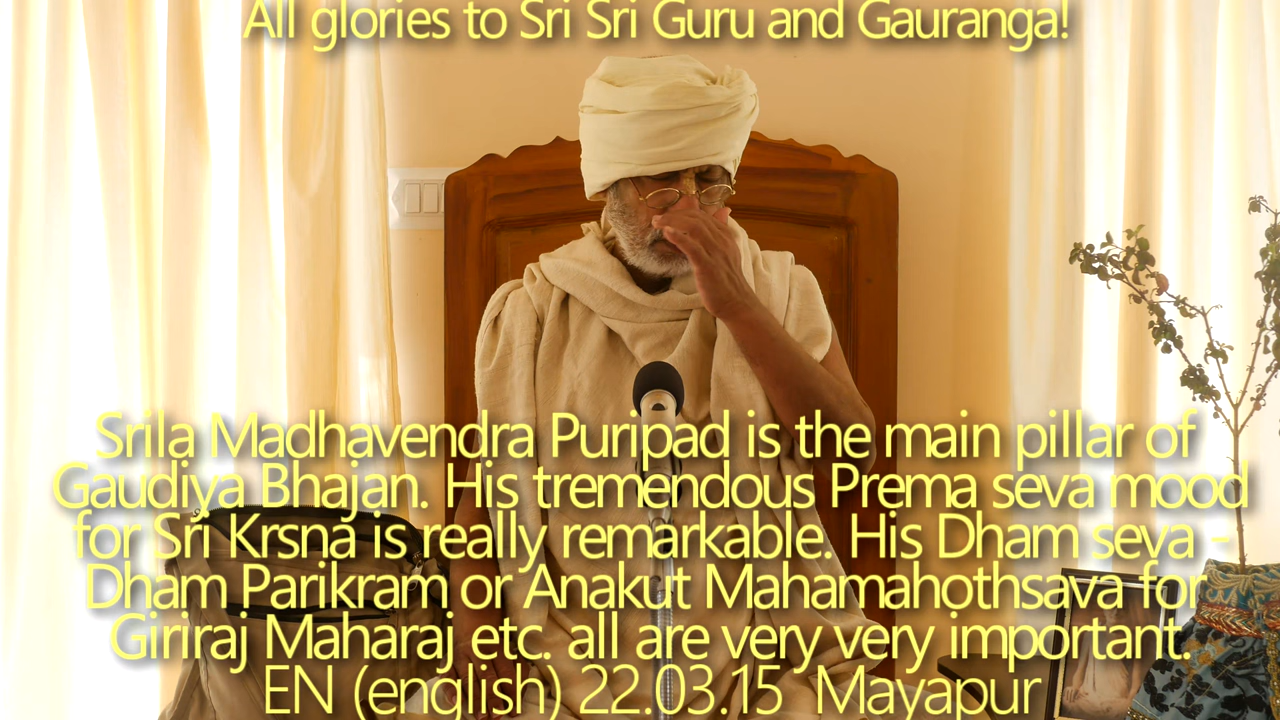 All glories to Sri Sri Guru and Gauranga!
Srila Madhavendra Puripad is the main pillar of
Gaudiya Bhajan. His tremendous Prema seva mood
for Sri Krsna is really remarkable. His Dham seva -
Dham Parikram or Anakut Mahamahothsava for
Giriraj Maharaj etc. all are very very important.
EN (english) 22.03.15 Mayapur